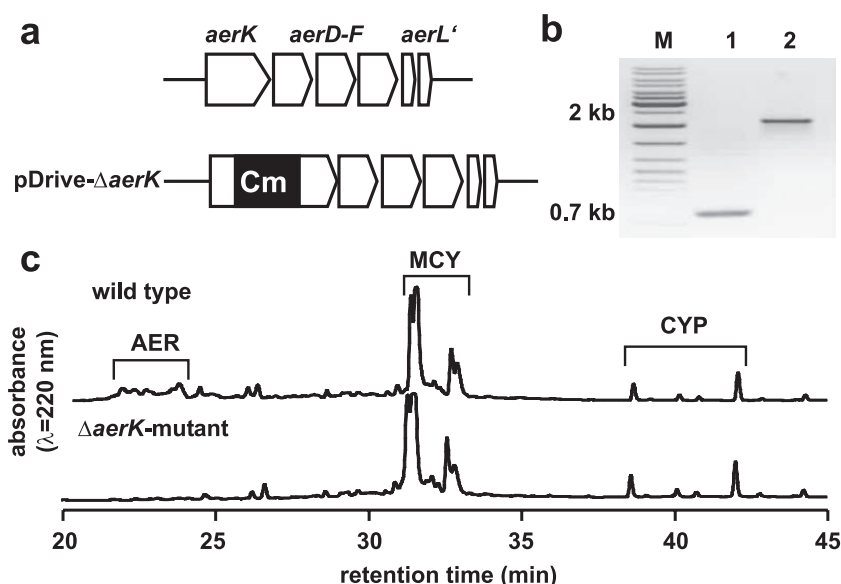 a
aerK aerD-F aerL‘
pDrive-ΔaerK
Cm
b
M 1 2
2 kb
0.7 kb
c
MCY
wild type
AER
CYP
absorbance
(λ=220 nm)
ΔaerK-mutant
20 25 30 35 40 45
retention time (min)